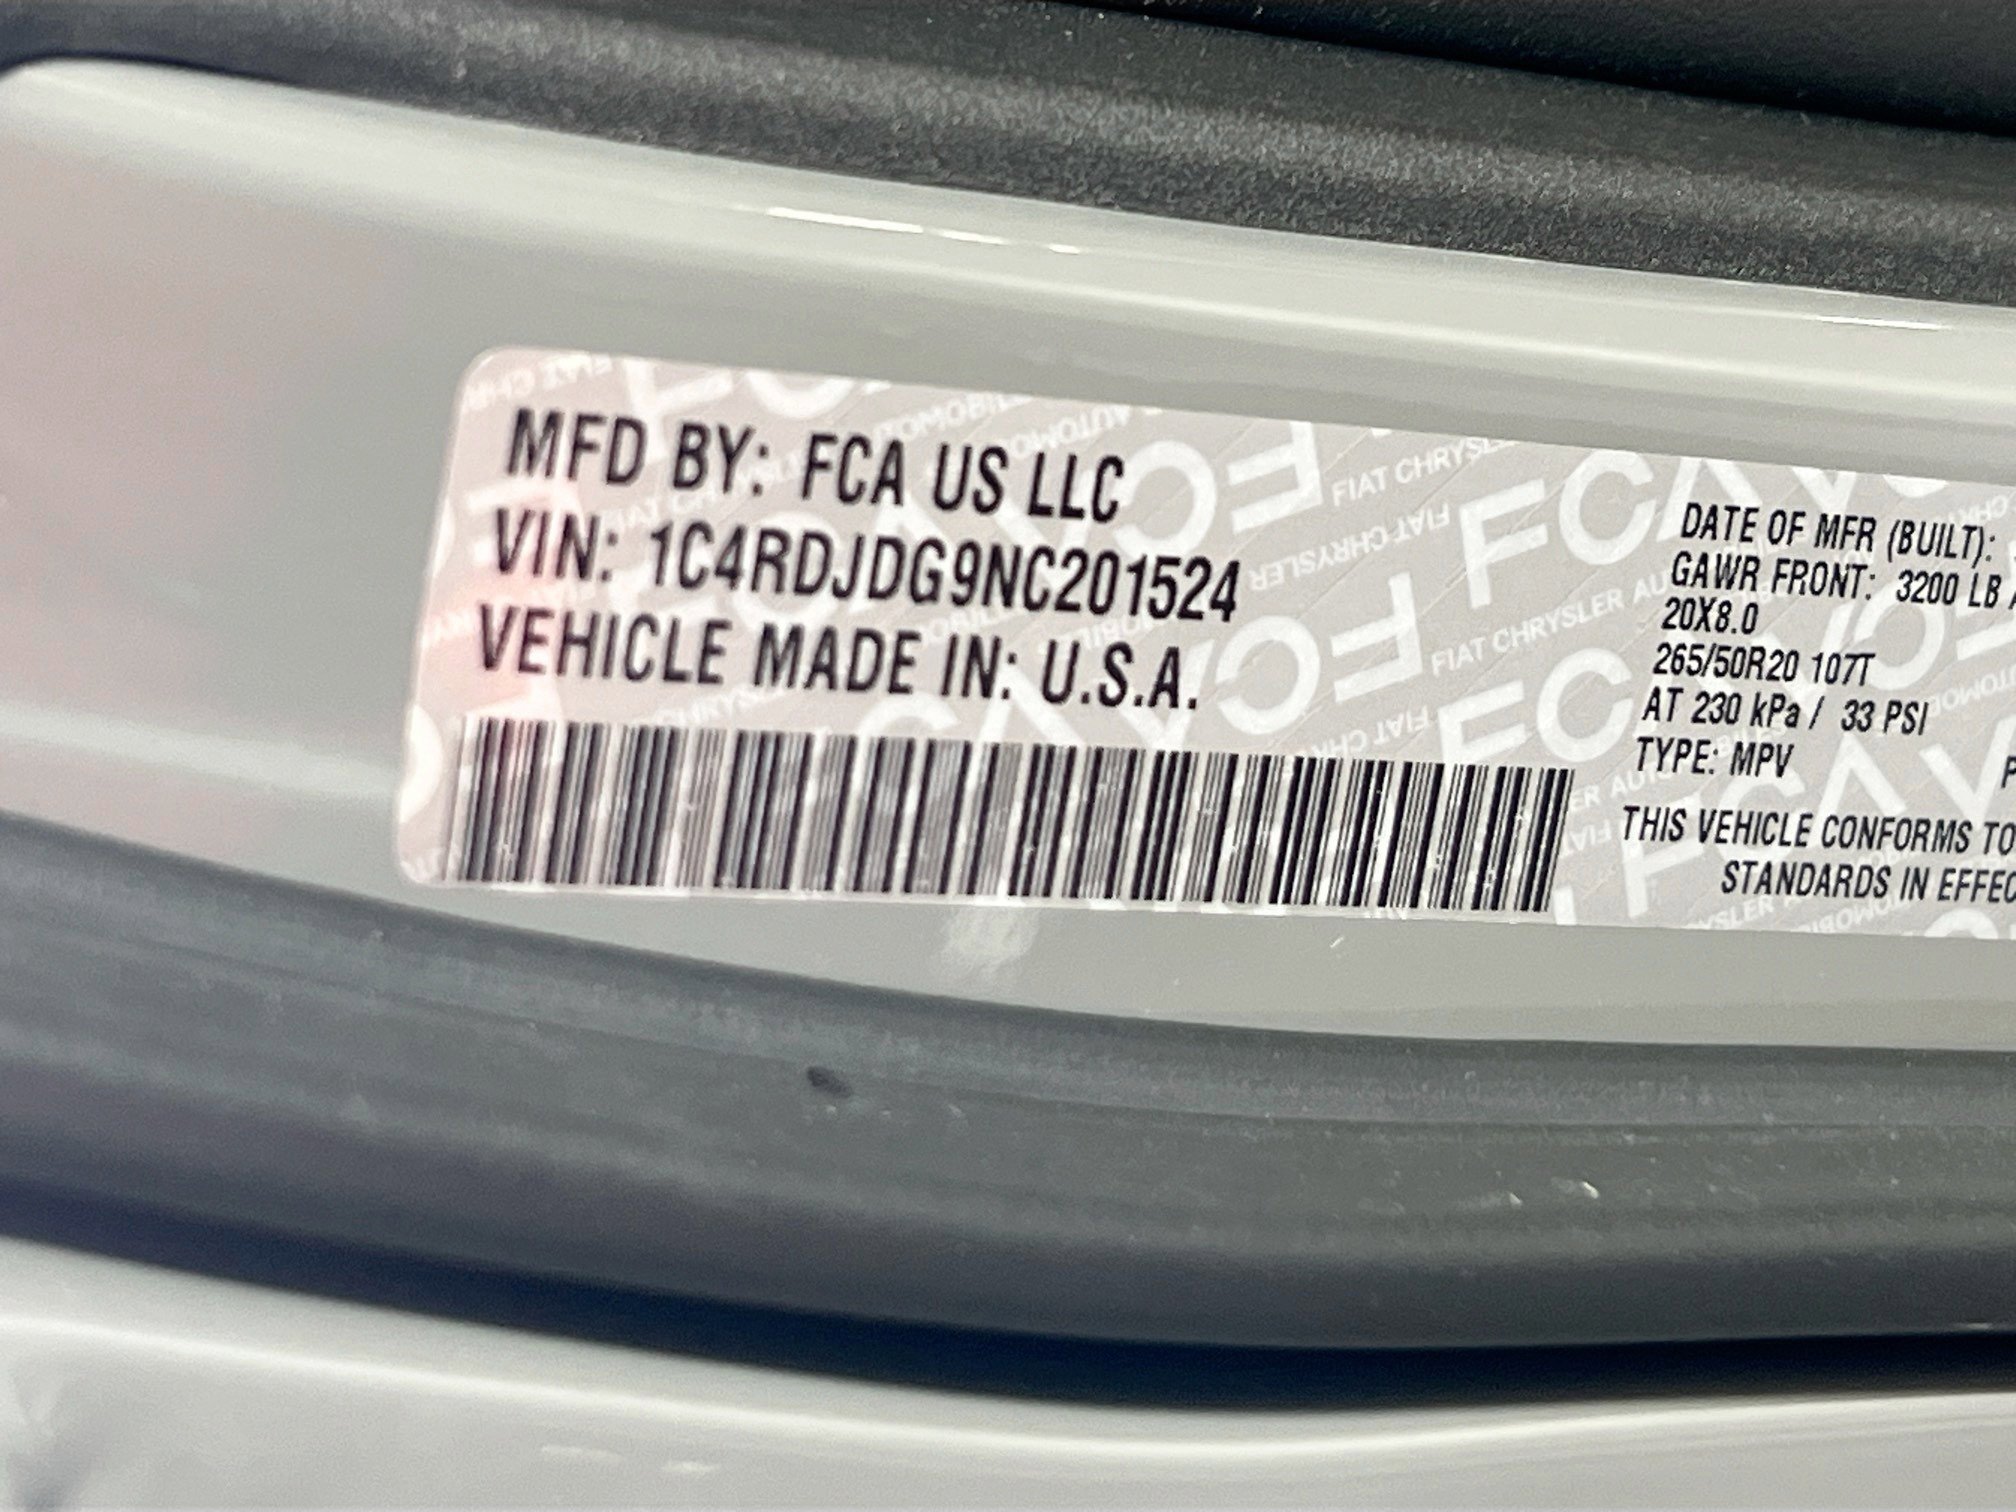 MFD BY: FCA US LLC
VIN: 1C4RDJDG9NC201524
VEHICLE MADE IN: U.S.A.
DATE OF MFR (BUILT):
GAWR FRONT: 3200 LB
20X8.0
265/50R20 107T
AT 230 kPa / 33 PSI
TYPE: MPV
THIS VEHICLE CONFORMS TO
STANDARDS IN EFFEC